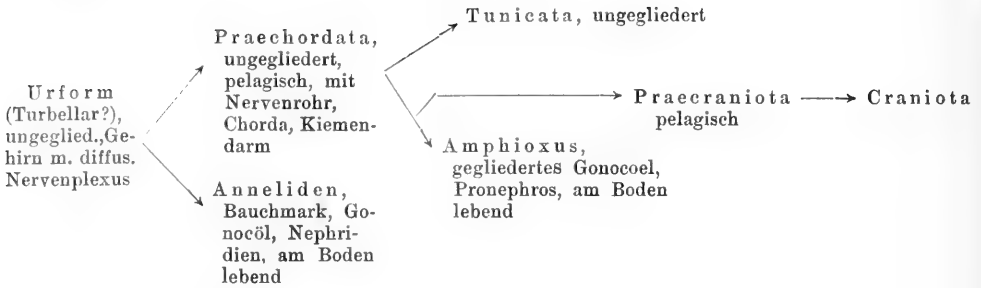 Urform
(Turbellar?),
ungeglied., Ge-
hirn m. diffus.
Nervenplexus
Praechordata,
ungegliedert,
pelagisch, mit
Nervenrohr,
Chorda, Kiemen-
darm
Anneliden,
Bauchmark, Go-
nocöl, Nephri-
dien, am Boden
lebend
Tunicata, ungegliedert
Amphioxus,
gegliedertes Gonocoel,
Pronephros, am Boden
lebend
Praecraniota
pelagisch
Craniota